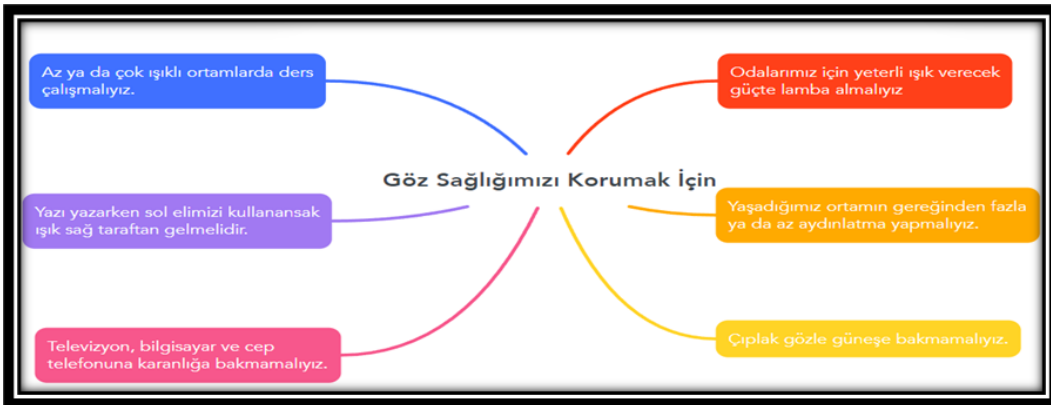 Az ya da çok ışıklı ortamlarda ders
çalışmalıyız.
Odalarımız için yeterli ışık verecek
güçte lamba almalıyız
Göz Sağlığımızı Korumak İçin
Yazı yazarken sol elimizi kullanansak
ışık sağ taraftan gelmelidir.
Yaşadığımız ortamın gereğinden fazla
ya da az aydınlatma yapmalıyız.
Televizyon, bilgisayar ve cep
telefonuna karanlığa bakmamalıyız.
Çıplak gözle güneşe bakmamalıyız.